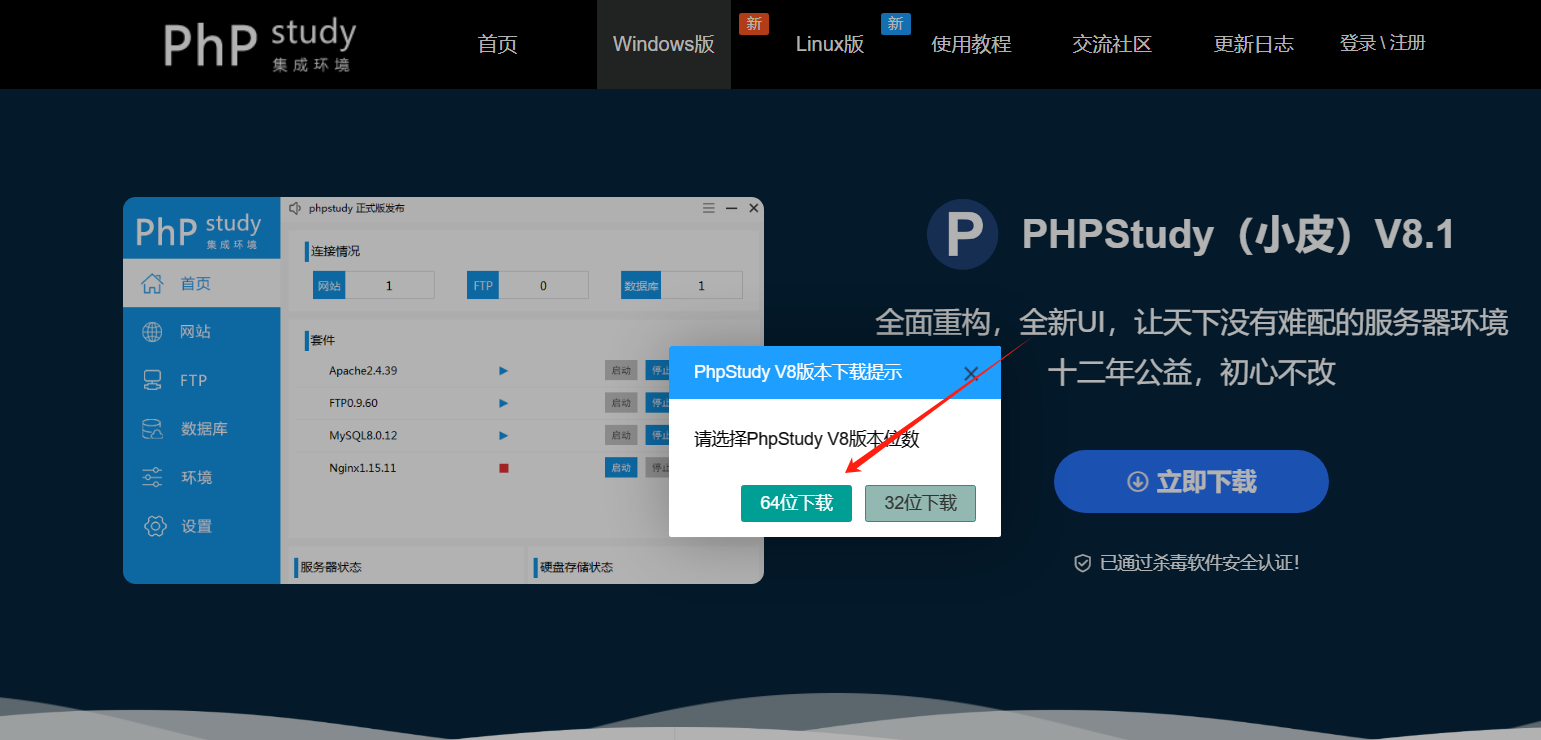 PhP study
集成环境
首页
Windows版
新
Linux版
新
使用教程
交流社区
更新日志
登录 \ 注册
PhP study
集成环境
首页
网站
FTP
数据库
环境
设置
phpstudy 正式版发布
连接情况
网站 1
FTP 0
数据库 1
套件
Apache2.4.39 启动 停止
FTP0.9.60 启动 停止
MySQL8.0.12 启动 停止
Nginx1.15.11 启动 停止
服务器状态
硬盘存储状态
PhpStudy V8版本下载提示
请选择PhpStudy V8版本位数
64位下载
32位下载
P
PHPStudy（小皮）V8.1
全面重构，全新UI，让天下没有难配的服务器环境
十二年公益，初心不改
立即下载
已通过杀毒软件安全认证！